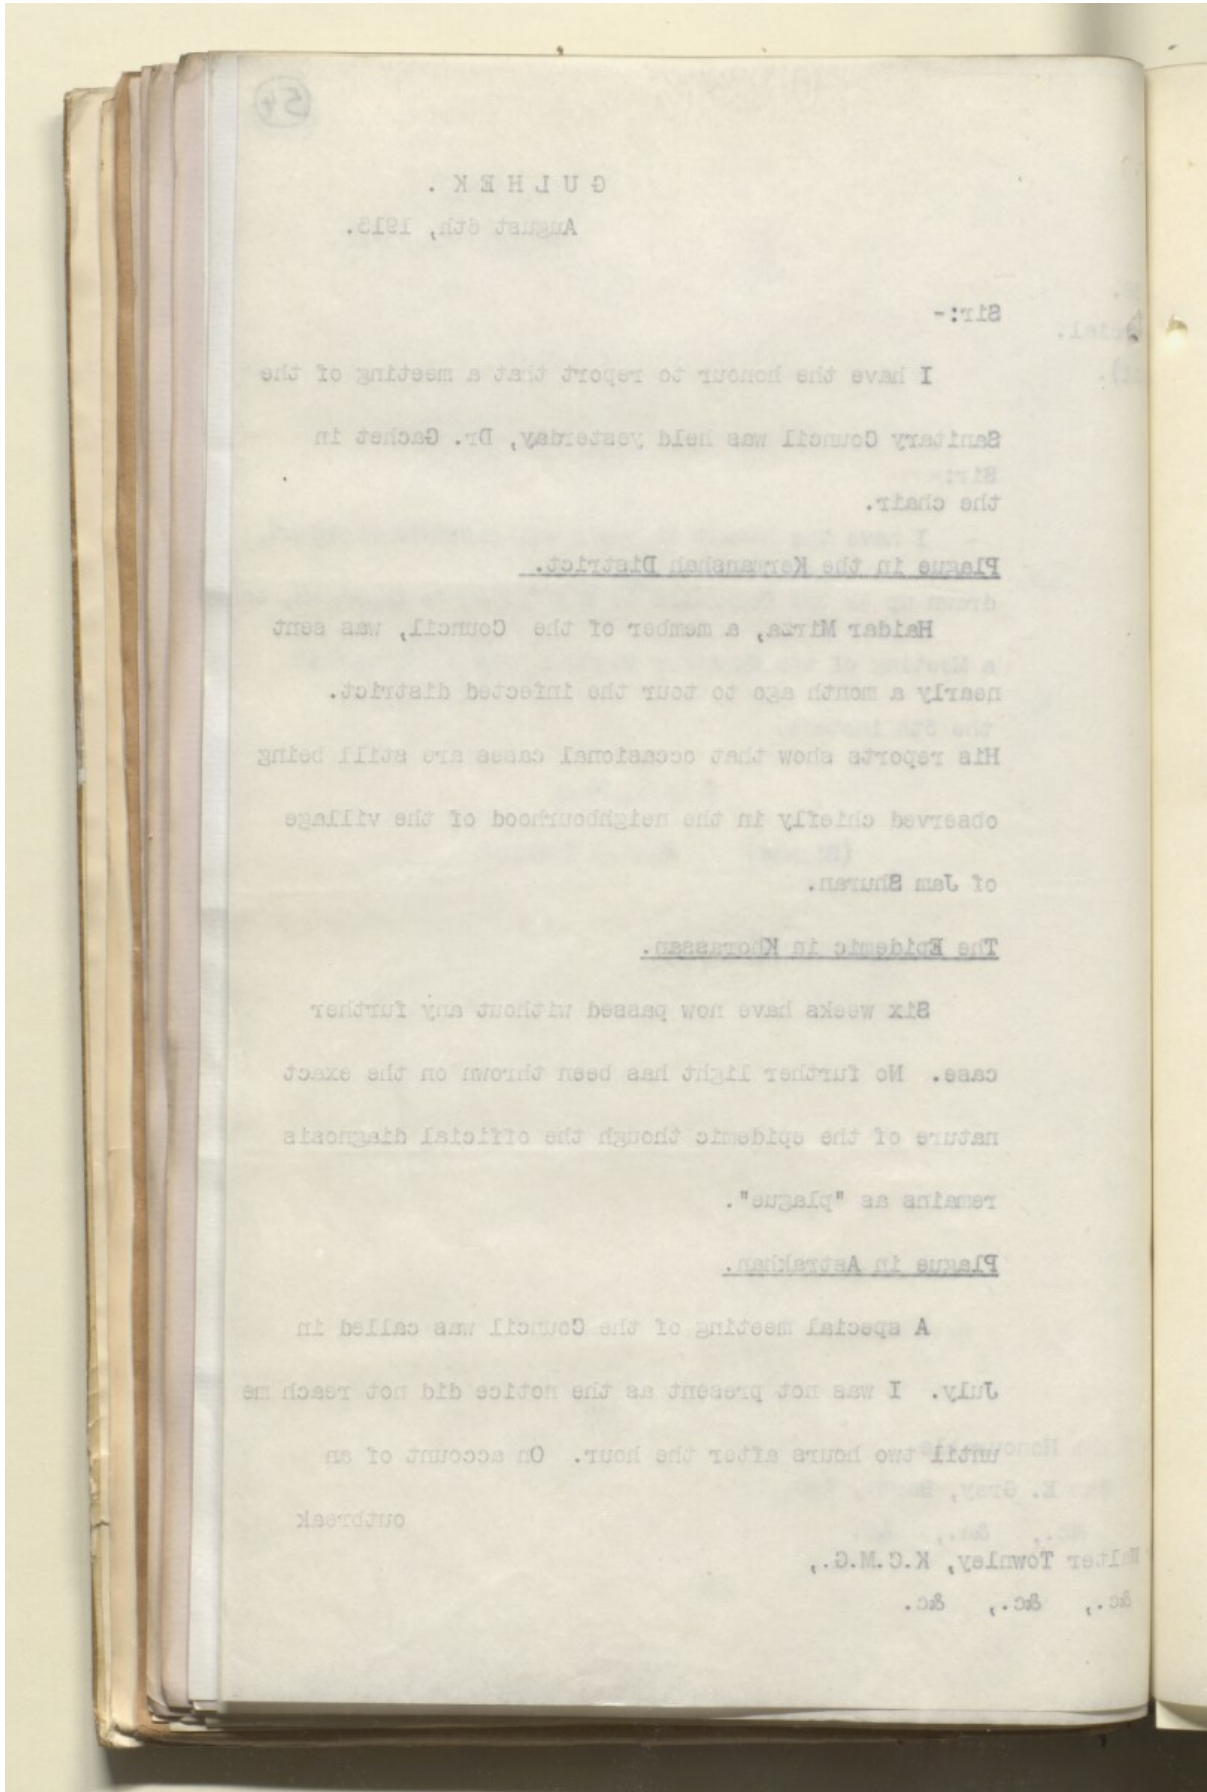 54
G U L H E K .
August 6th, 1913.
Sir:-
I have the honour to report that a meeting of the
Sanitary Council was held yesterday, Dr. Gachet in
Sir:-
the chair.
Plague in the Kermanshah District.
Haidar Mirza, a member of the Council, was sent
nearly a month ago to tour the infected district.
His reports show that occasional cases are still being
observed chiefly in the neighbourhood of the village
of Jam Shuran.
The Epidemic in Khorassan.
Six weeks have now passed without any further
case. No further light has been thrown on the exact
nature of the epidemic though the official diagnosis
remains as "plague".
Plague in Astrakhan.
A special meeting of the Council was called in
July. I was not present as the notice did not reach me
until two hours after the hour. On account of an
outbreak
Walter Townley, K.C.M.G.,
&c., &c., &c.